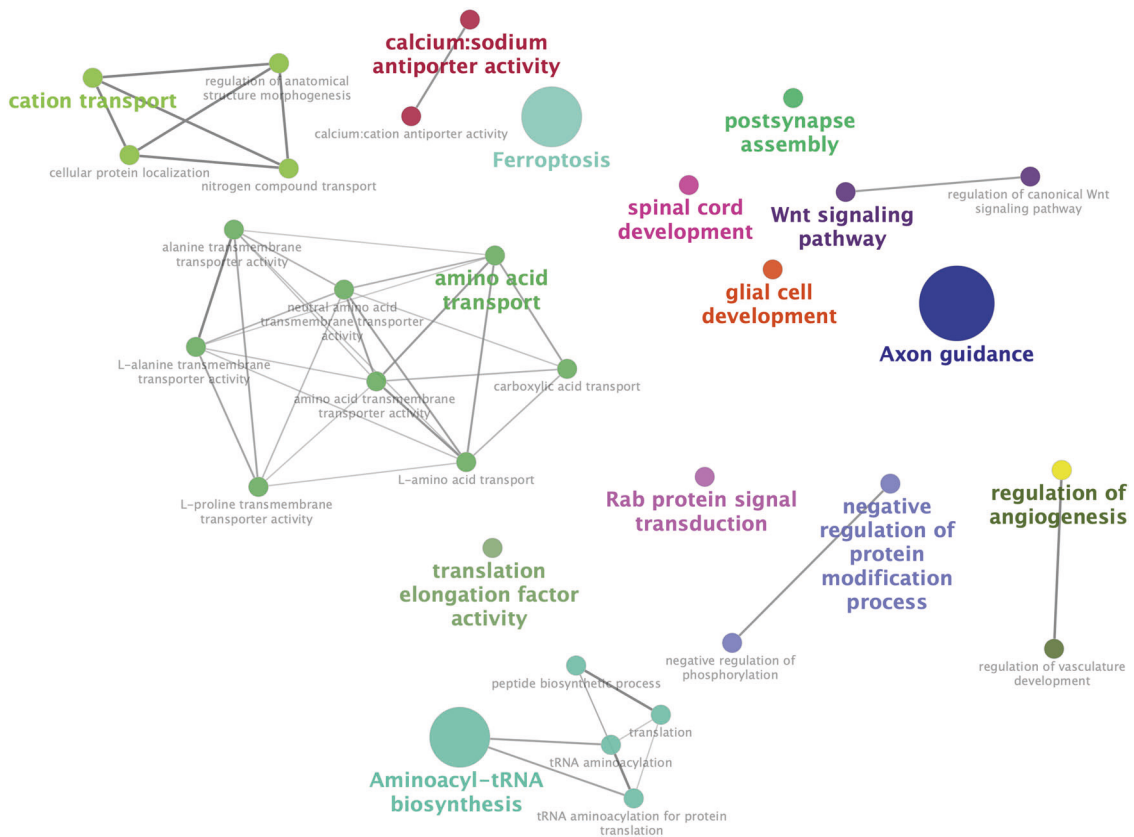 calcium:sodium
antiporter activity
regulation of anatomical
structure morphogenesis
cation transport
calcium:cation antiporter activity
cellular protein localization
nitrogen compound transport
Ferroptosis
postsynapse
assembly
spinal cord
development
Wnt signaling
pathway
regulation of canonical Wnt
signaling pathway
alanine transmembrane
transporter activity
amino acid
transport
neutral amino acid
transmembrane transporter
activity
glial cell
development
Axon guidance
L-alanine transmembrane
transporter activity
amino acid transmembrane
transporter activity
carboxylic acid transport
L-amino acid transport
L-proline transmembrane
transporter activity
Rab protein signal
transduction
negative
regulation of
protein
modification
process
regulation of
angiogenesis
translation
elongation factor
activity
negative regulation of
phosphorylation
regulation of vasculature
development
peptide biosynthetic process
translation
tRNA aminoacylation
Aminoacyl-tRNA
biosynthesis
tRNA aminoacylation for protein
translation